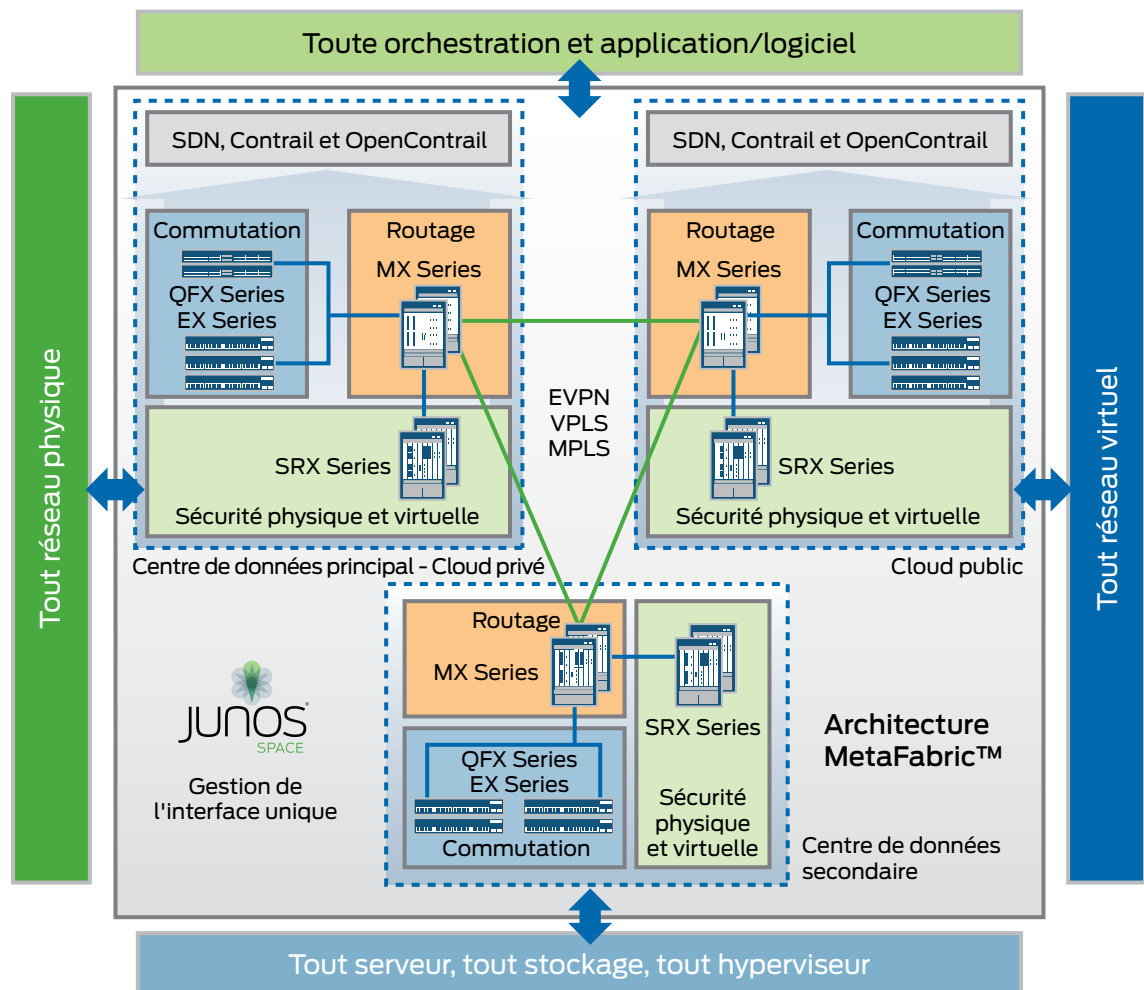 Toute orchestration et application/logiciel
Tout réseau physique
SDN, Contrail et OpenContrail
Commutation
QFX Series
EX Series
Routage
MX Series
SRX Series
Sécurité physique et virtuelle
Centre de données principal - Cloud privé
EVPN
VPLS
MPLS
SDN, Contrail et OpenContrail
Routage
MX Series
Commutation
QFX Series
EX Series
SRX Series
Sécurité physique et virtuelle
Cloud public
Tout réseau virtuel
Routage
MX Series
SRX Series
QFX Series
EX Series
Commutation
Sécurité
physique
et virtuelle
JUNOS®
SPACE
Gestion de
l'interface unique
Architecture
MetaFabric™
Centre de données
secondaire
Tout serveur, tout stockage, tout hyperviseur